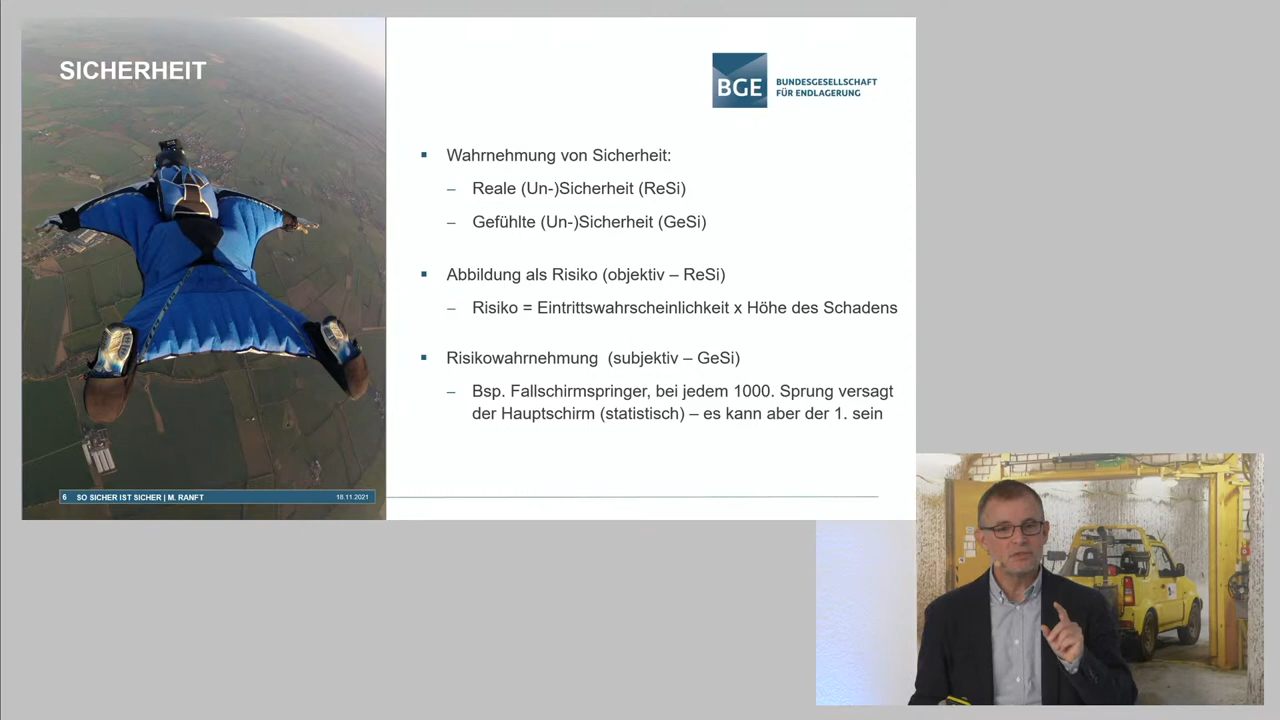 SICHERHEIT
BGE
BUNDESGESELLSCHAFT
FÜR ENDLAGERUNG
Wahrnehmung von Sicherheit:
– Reale (Un-)Sicherheit (ReSi)
– Gefühlte (Un-)Sicherheit (GeSi)
Abbildung als Risiko (objektiv – ReSi)
– Risiko = Eintrittswahrscheinlichkeit x Höhe des Schadens
Risikowahrnehmung (subjektiv – GeSi)
– Bsp. Fallschirmspringer, bei jedem 1000. Sprung versagt
der Hauptschirm (statistisch) – es kann aber der 1. sein
6 SO SICHER IST SICHER | M. RANFT 18.11.2021